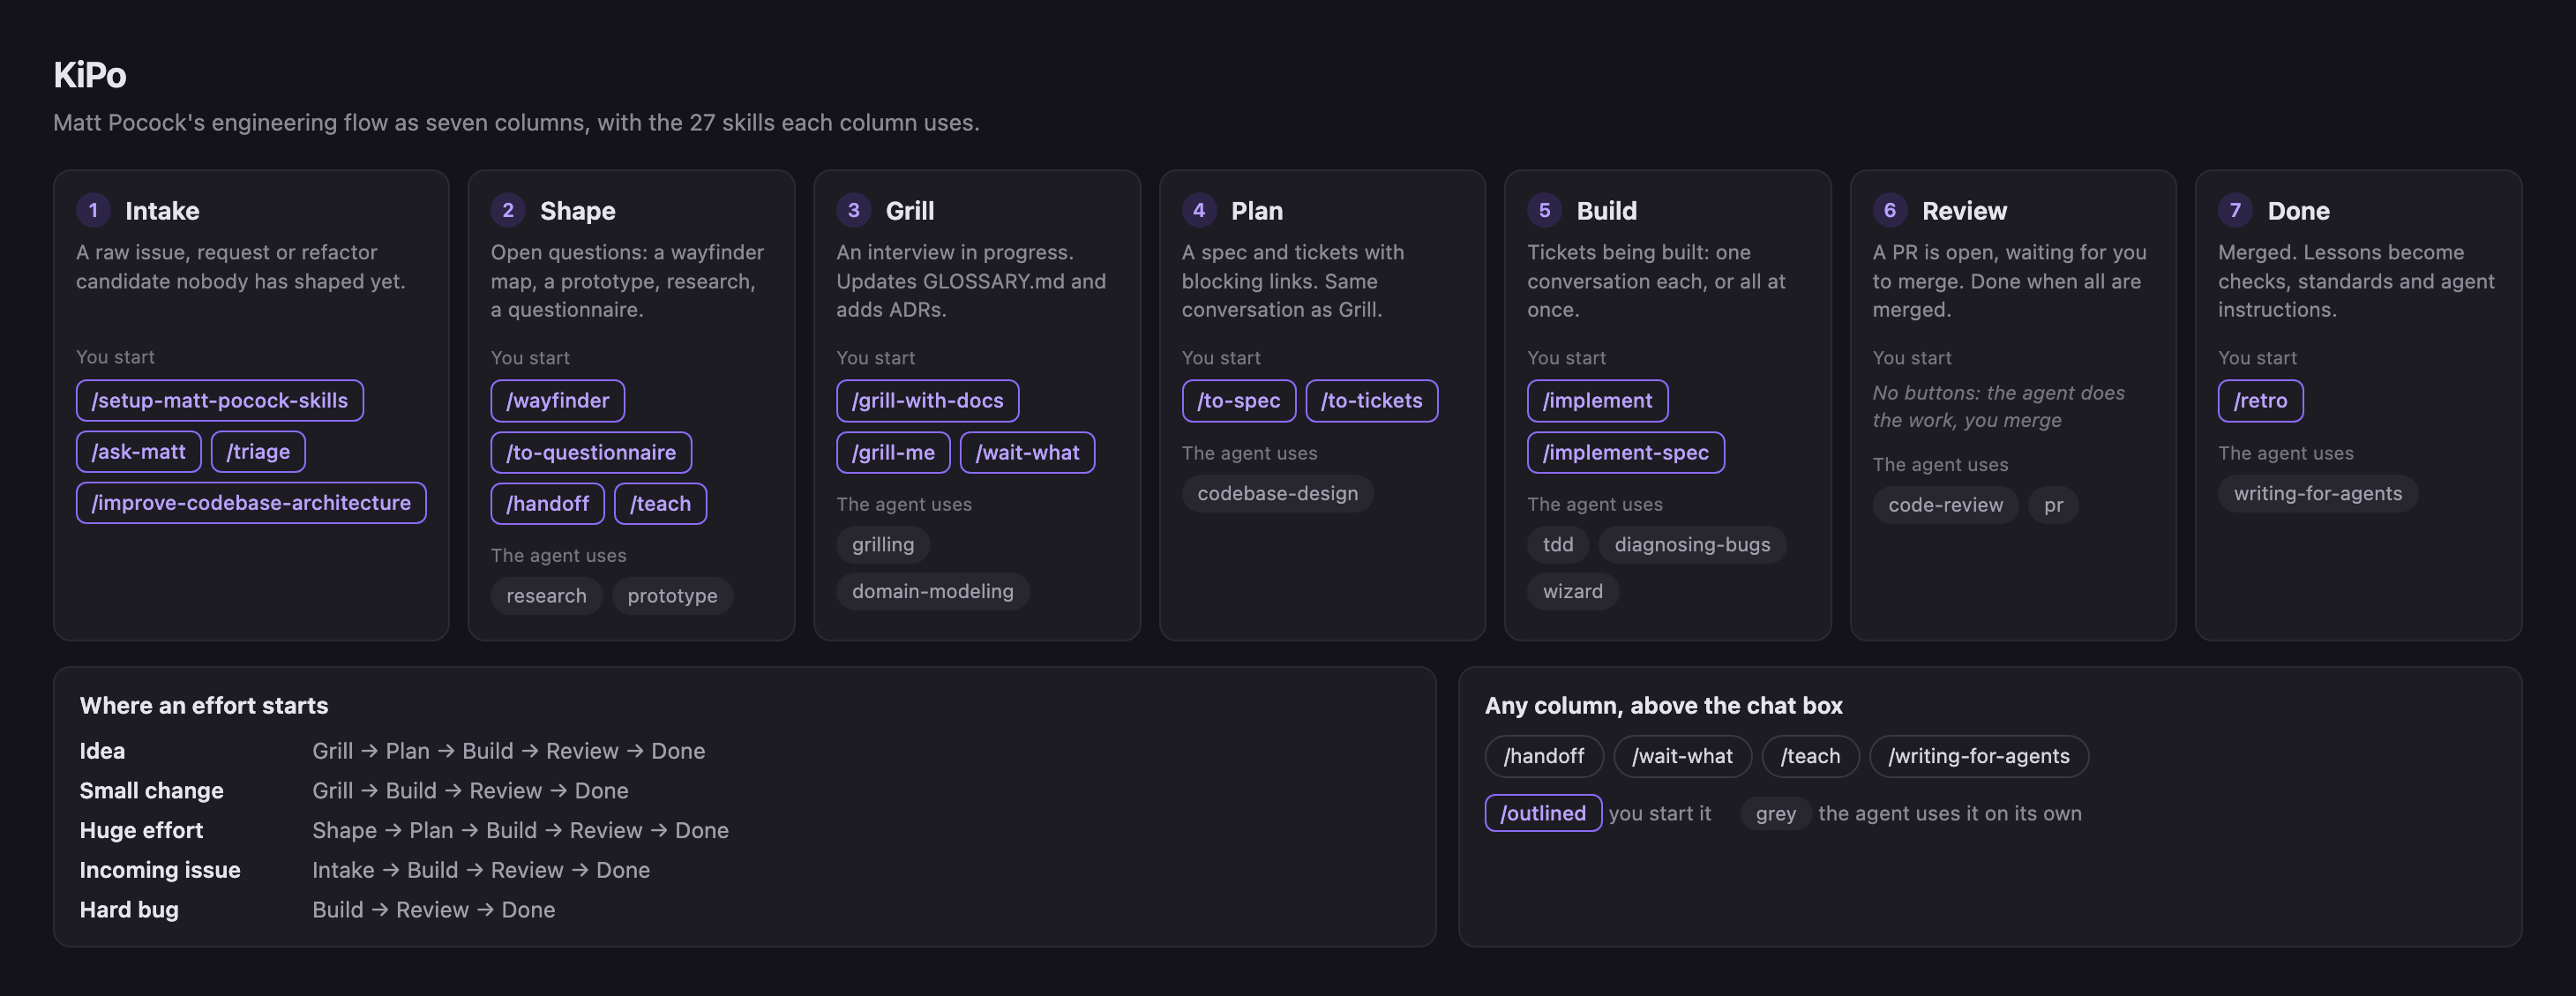 KiPo
Matt Pocock's engineering flow as seven columns, with the 27 skills each column uses.
1 Intake
A raw issue, request or refactor
candidate nobody has shaped yet.
You start
/setup-matt-pocock-skills
/ask-matt /triage
/improve-codebase-architecture
2 Shape
Open questions: a wayfinder
map, a prototype, research,
a questionnaire.
You start
/wayfinder
/to-questionnaire
/handoff /teach
The agent uses
research prototype
3 Grill
An interview in progress.
Updates GLOSSARY.md and
adds ADRs.
You start
/grill-with-docs
/grill-me /wait-what
The agent uses
grilling
domain-modeling
4 Plan
A spec and tickets with
blocking links. Same
conversation as Grill.
You start
/to-spec /to-tickets
The agent uses
codebase-design
5 Build
Tickets being built: one
conversation each, or all at
once.
You start
/implement
/implement-spec
The agent uses
tdd diagnosing-bugs
wizard
6 Review
A PR is open, waiting for you
to merge. Done when all are
merged.
You start
No buttons: the agent does
the work, you merge
The agent uses
code-review pr
7 Done
Merged. Lessons become
checks, standards and agent
instructions.
You start
/retro
The agent uses
writing-for-agents
Where an effort starts
Idea Grill → Plan → Build → Review → Done
Small change Grill → Build → Review → Done
Huge effort Shape → Plan → Build → Review → Done
Incoming issue Intake → Build → Review → Done
Hard bug Build → Review → Done
Any column, above the chat box
/handoff /wait-what /teach /writing-for-agents
/outlined you start it grey the agent uses it on its own